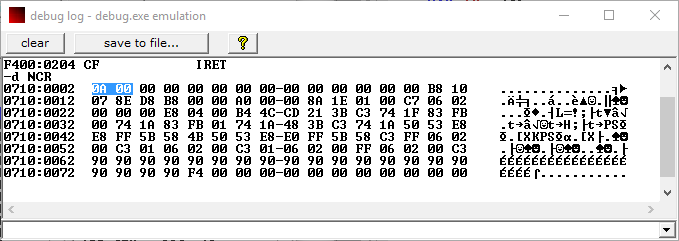 debug log - debug.exe emulation
clear save to file... ?
F400:0204 CF IRET
-d NCR
0710:0002 0A 00 00 00 00 00 00 00-00 00 00 00 00 00 B8 10 ..............╕►
0710:0012 07 8E D8 B8 00 00 A0 00-00 8A 1E 01 00 C7 06 02
0710:0022 00 00 00 E8 04 00 B4 4C-CD 21 3B C3 74 1F 83 FB
0710:0032 00 74 1A 83 FB 01 74 1A-48 3B C3 74 1A 50 53 E8
0710:0042 E8 FF 5B 58 4B 50 53 E8-E0 FF 5B 58 C3 FF 06 02
0710:0052 00 C3 01 06 02 00 C3 01-06 02 00 FF 06 02 00 C3
0710:0062 90 90 90 90 90 90 90 90-90 90 90 90 90 90 90 90 ÉÉÉÉÉÉÉÉÉÉÉÉÉÉÉÉ
0710:0072 90 90 90 90 F4 00 00 00-00 00 00 00 00 00 00 00 ÉÉÉÉ⌠...........